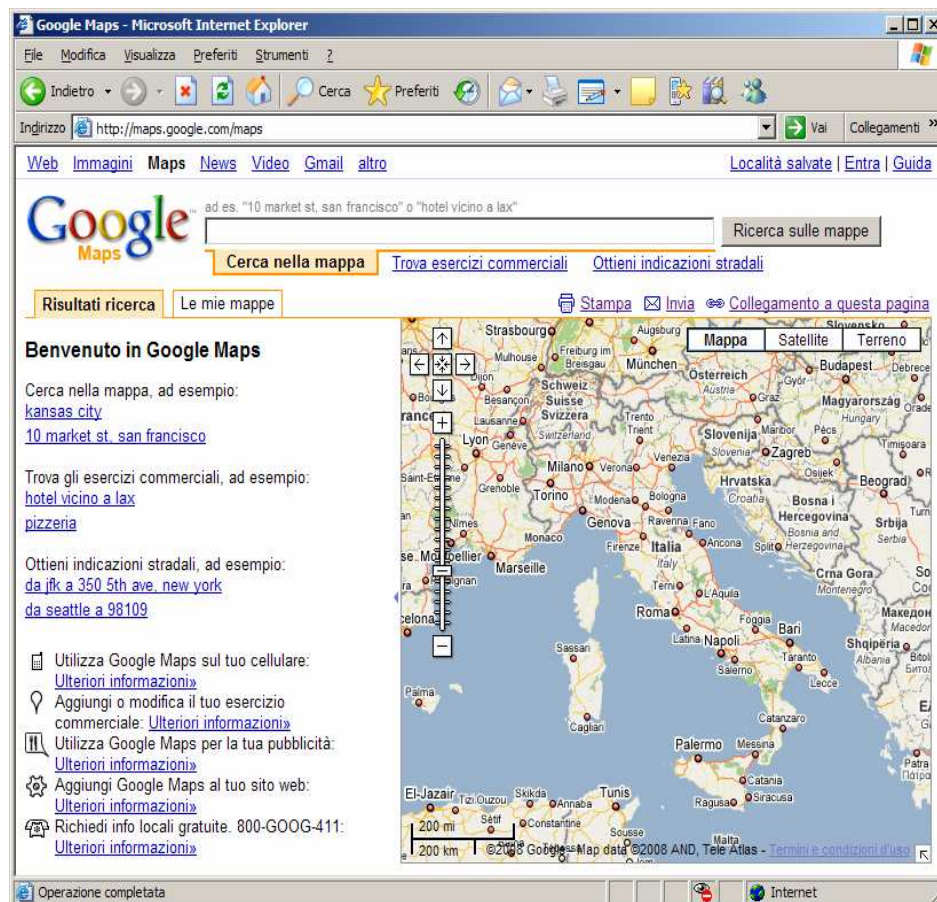 Google Maps - Microsoft Internet Explorer
File Modifica Visualizza Preferiti Strumenti ?
Indietro Cerca Preferiti
Indirizzo http://maps.google.com/maps Vai Collegamenti »
Web Immagini Maps News Video Gmail altro
Località salvate | Entra | Guida
Google™ Maps
ad es. "10 market st, san francisco" o "hotel vicino a lax"
Ricerca sulle mappe
Cerca nella mappa Trova esercizi commerciali Ottieni indicazioni stradali
Risultati ricerca Le mie mappe
Stampa Invia Collegamento a questa pagina
Benvenuto in Google Maps
Cerca nella mappa, ad esempio:
kansas city
10 market st, san francisco
Trova gli esercizi commerciali, ad esempio:
hotel vicino a lax
pizzeria
Ottieni indicazioni stradali, ad esempio:
da jfk a 350 5th ave, new york
da seattle a 98109
Utilizza Google Maps sul tuo cellulare:
Ulteriori informazioni»
Aggiungi o modifica il tuo esercizio
commerciale: Ulteriori informazioni»
Utilizza Google Maps per la tua pubblicità:
Ulteriori informazioni»
Aggiungi Google Maps al tuo sito web:
Ulteriori informazioni»
Richiedi info locali gratuite. 800-GOOG-411:
Ulteriori informazioni»
Mappa Satellite Terreno
Strasbourg Augsburg Slovensko
Mulhouse Freiburg im Breisgau München Österreich Austria Győr Budapest Debrece
Dijon Besançon Schweiz Suisse Svizzera Switzerland Graz Magyarország Hungary
Lausanne Genève Trento Trient Slovenija Slovenia Maribor Pécs Timișoara
Lyon Milano Verona Venezia Zagreb Osijek Beograd
Grenoble Torino Modena Bologna Hrvatska Croatia Bosna i Hercegovina Bosnia and Herzegovina
Nîmes Monaco Genova Ravenna Fano Srbija Serbia
Marseille Firenze Italia Italy Ancona Split
Terni L'Aquila Crna Gora Montenegro
Roma Foggia Bari
Latina Napoli Shqipëria Albania
Sassari Salerno Taranto Lecce
Palma Cagliari Catanzaro
Palermo Messina Patra
Catania
El-Jazair Tizi Ouzou Skikda Annaba Tunis Ragusa Siracusa
Sétif Constantine Sousse Malta
200 mi
200 km
©2008 Google - Map data ©2008 AND, Tele Atlas - Termini e condizioni d'uso
Operazione completata Internet